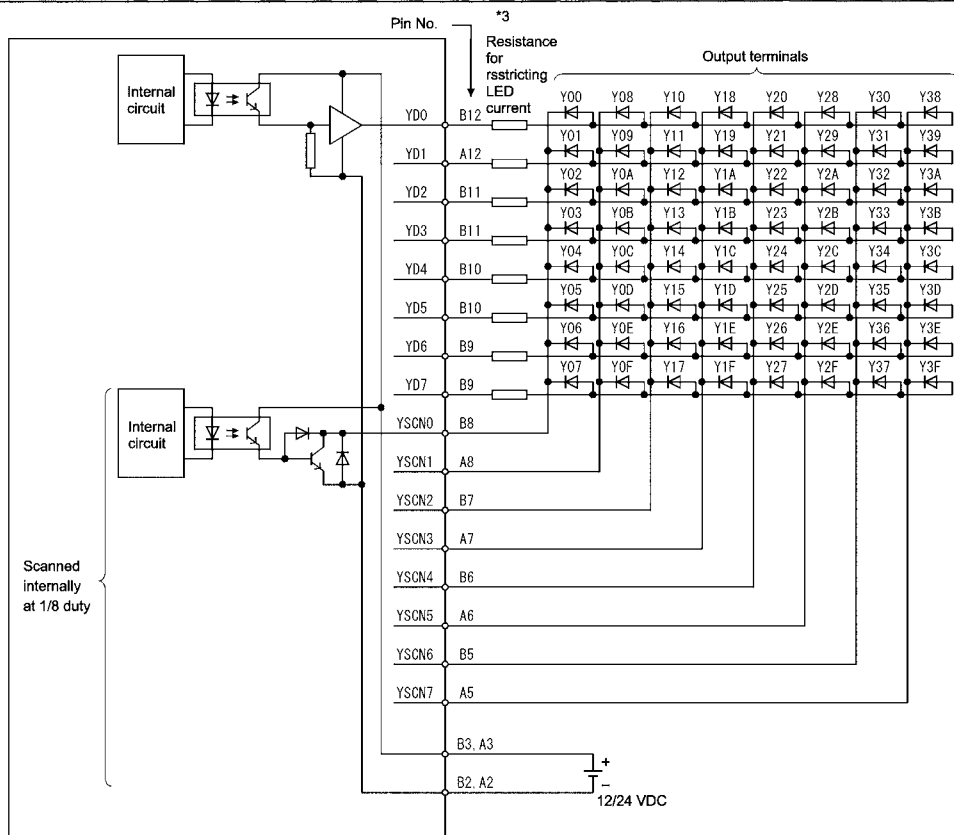 Pin No.
*3
Resistance
for
rsstricting
LED
current
Output terminals
Internal
circuit
Y00 Y08 Y10 Y18 Y20 Y28 Y30 Y38
YD0 B12
Y01 Y09 Y11 Y19 Y21 Y29 Y31 Y39
YD1 A12
Y02 Y0A Y12 Y1A Y22 Y2A Y32 Y3A
YD2 B11
Y03 Y0B Y13 Y1B Y23 Y2B Y33 Y3B
YD3 B11
Y04 Y0C Y14 Y1C Y24 Y2C Y34 Y3C
YD4 B10
Y05 Y0D Y15 Y1D Y25 Y2D Y35 Y3D
YD5 B10
Y06 Y0E Y16 Y1E Y26 Y2E Y36 Y3E
YD6 B9
Y07 Y0F Y17 Y1F Y27 Y2F Y37 Y3F
YD7 B9
Internal
circuit
YSCN0 B8
YSCN1 A8
YSCN2 B7
YSCN3 A7
Scanned
internally
at 1/8 duty
YSCN4 B6
YSCN5 A6
YSCN6 B5
YSCN7 A5
B3, A3
+
B2, A2
−
12/24 VDC